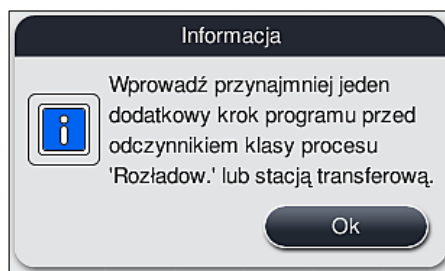 Informacja
Wprowadź przynajmniej jeden
dodatkowy krok programu przed
odczynnikiem klasy procesu
'Rozładow.' lub stacją transferową.
Ok